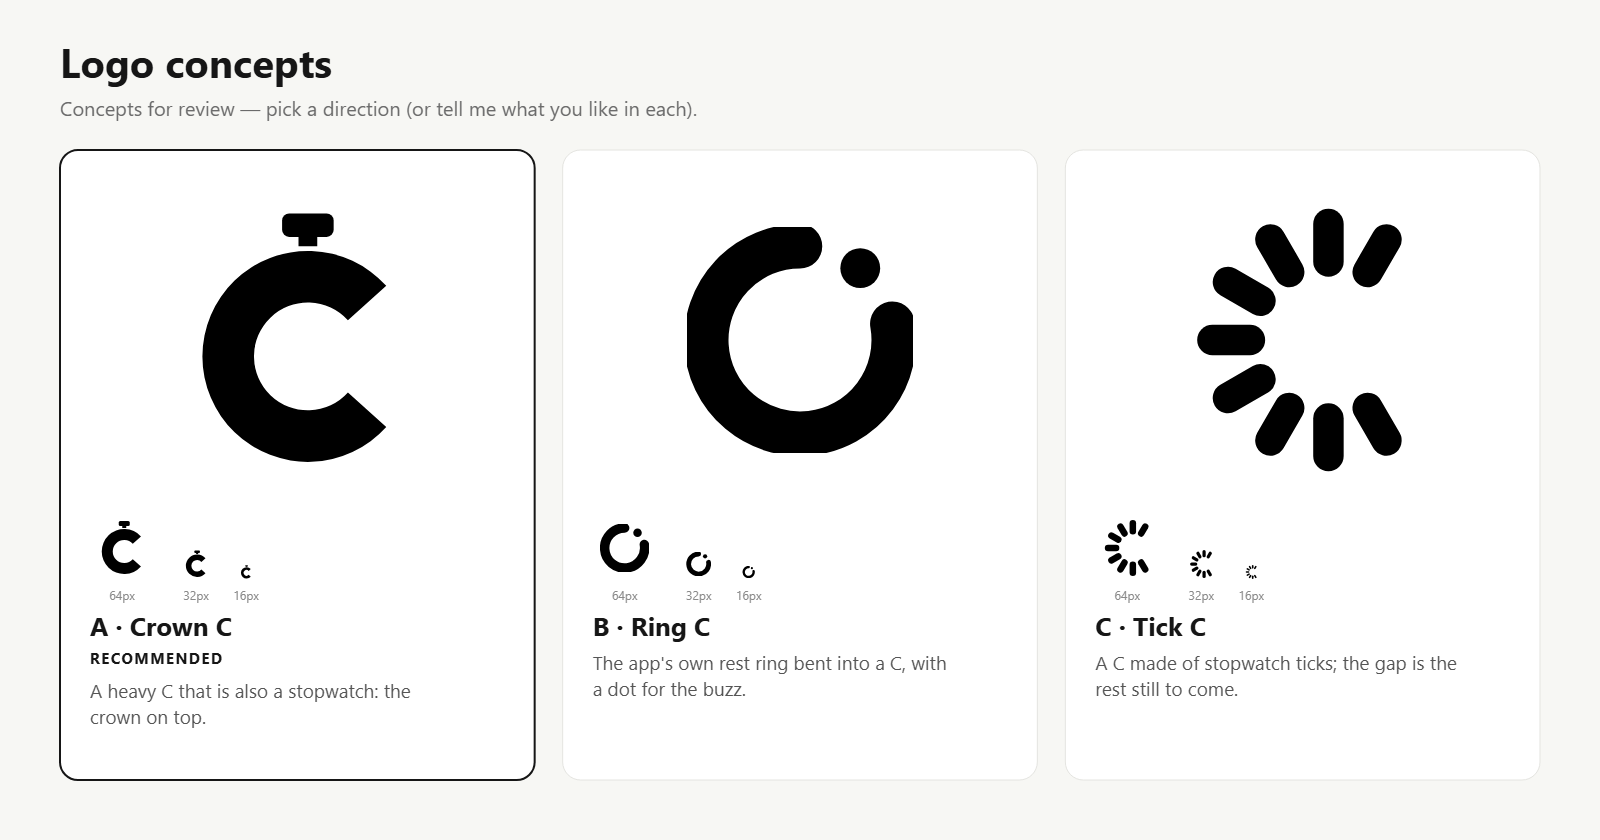 Logo concepts
Concepts for review — pick a direction (or tell me what you like in each).
64px
32px
16px
A · Crown C
RECOMMENDED
A heavy C that is also a stopwatch: the
crown on top.
64px
32px
16px
B · Ring C
The app's own rest ring bent into a C, with
a dot for the buzz.
64px
32px
16px
C · Tick C
A C made of stopwatch ticks; the gap is the
rest still to come.